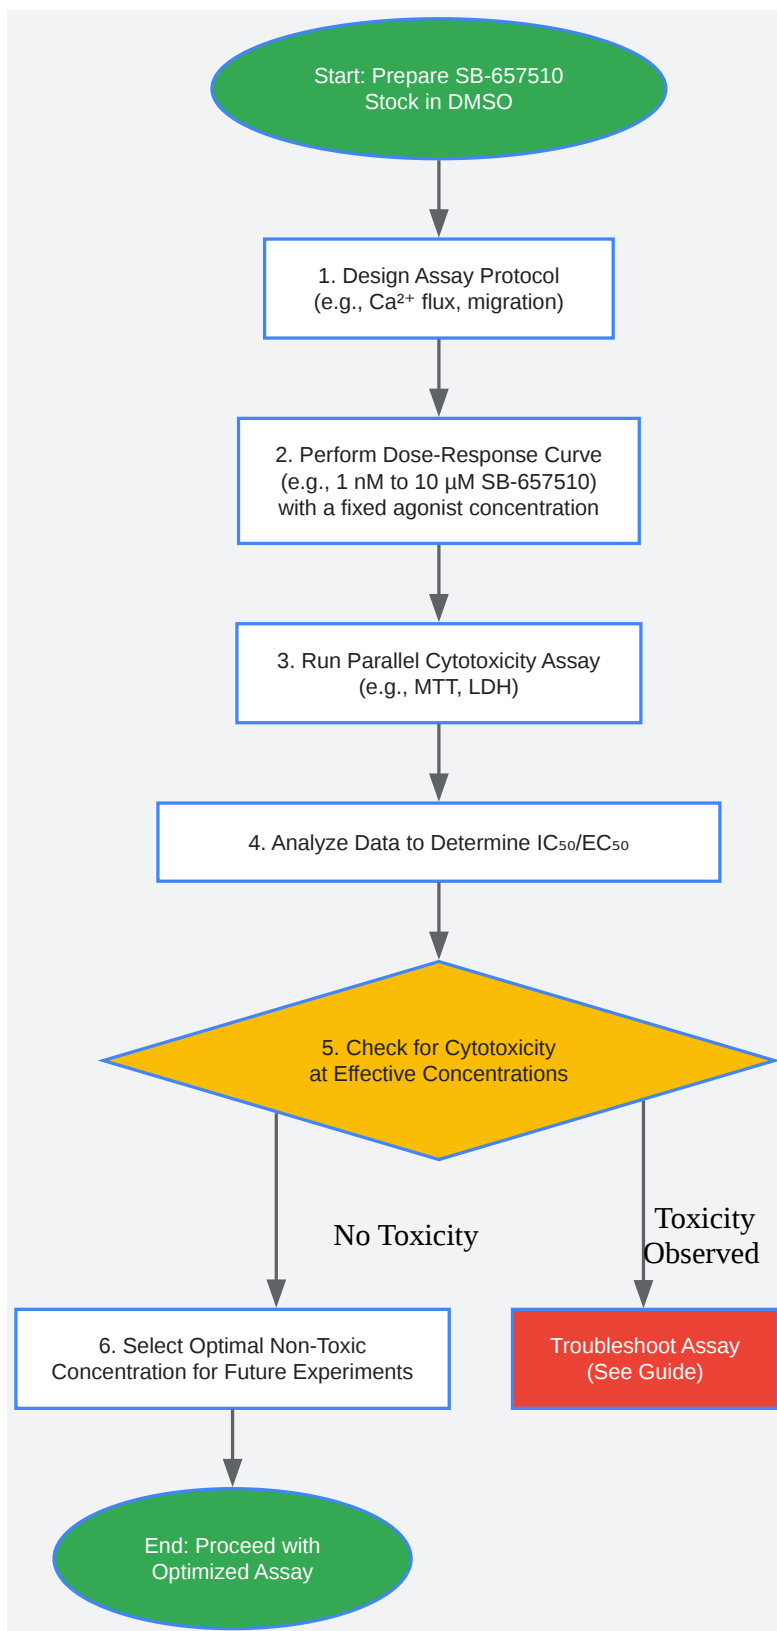 Start: Prepare SB-657510
Stock in DMSO
1. Design Assay Protocol
(e.g., Ca²⁺ flux, migration)
2. Perform Dose-Response Curve
(e.g., 1 nM to 10 µM SB-657510)
with a fixed agonist concentration
3. Run Parallel Cytotoxicity Assay
(e.g., MTT, LDH)
4. Analyze Data to Determine IC₅₀/EC₅₀
5. Check for Cytotoxicity
at Effective Concentrations
No Toxicity
Toxicity
Observed
6. Select Optimal Non-Toxic
Concentration for Future Experiments
Troubleshoot Assay
(See Guide)
End: Proceed with
Optimized Assay